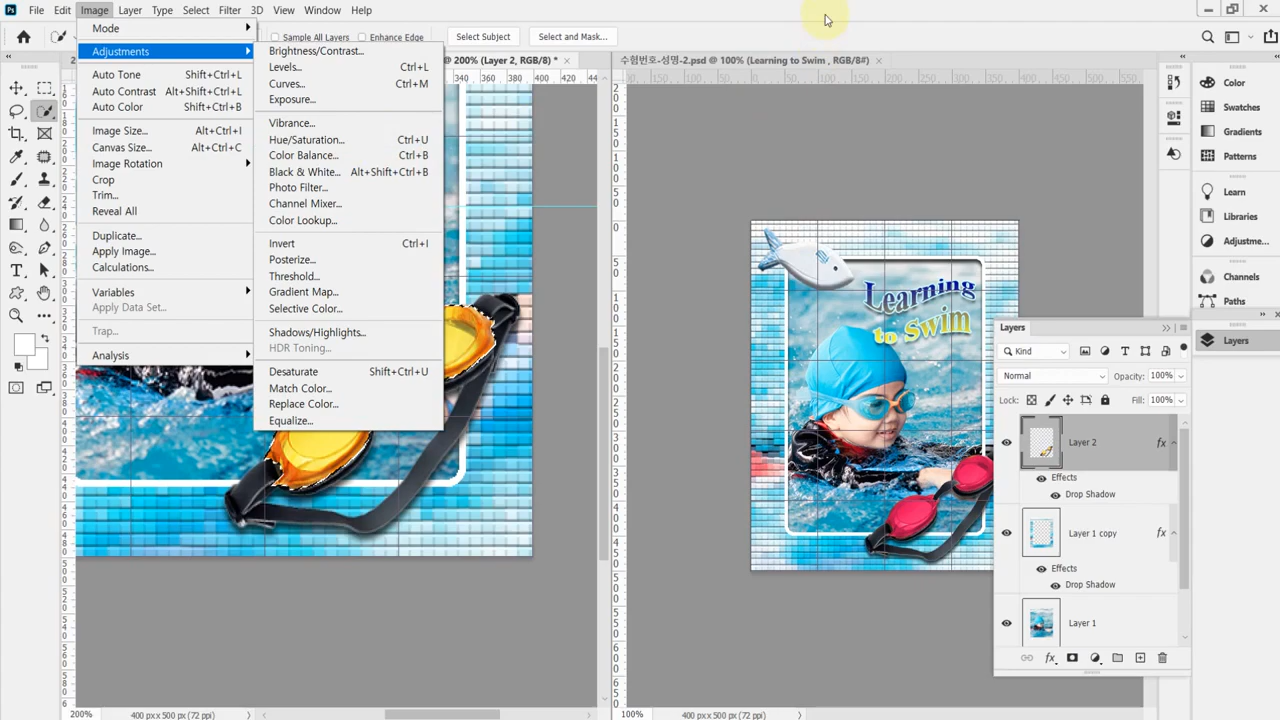 Ps File Edit Image Layer Type Select Filter 3D View Window Help
Sample All Layers Enhance Edge Select Subject Select and Mask...
@ 200% (Layer 2, RGB/8) * × 수험번호-성명-2.psd @ 100% (Learning to Swim , RGB/8#) ×
Mode
Adjustments
Auto Tone Shift+Ctrl+L
Auto Contrast Alt+Shift+Ctrl+L
Auto Color Shift+Ctrl+B
Image Size... Alt+Ctrl+I
Canvas Size... Alt+Ctrl+C
Image Rotation
Crop
Trim...
Reveal All
Duplicate...
Apply Image...
Calculations...
Variables
Apply Data Set...
Trap...
Analysis
Brightness/Contrast...
Levels... Ctrl+L
Curves... Ctrl+M
Exposure...
Vibrance...
Hue/Saturation... Ctrl+U
Color Balance... Ctrl+B
Black & White... Alt+Shift+Ctrl+B
Photo Filter...
Channel Mixer...
Color Lookup...
Invert Ctrl+I
Posterize...
Threshold...
Gradient Map...
Selective Color...
Shadows/Highlights...
HDR Toning...
Desaturate Shift+Ctrl+U
Match Color...
Replace Color...
Equalize...
Learning
to Swim
Color
Swatches
Gradients
Patterns
Learn
Libraries
Adjustme...
Channels
Paths
Layers
Layers
Kind
Normal Opacity: 100%
Lock: Fill: 100%
Layer 2 fx
Effects
Drop Shadow
Layer 1 copy fx
Effects
Drop Shadow
Layer 1
fx
200% 400 px x 500 px (72 ppi)
100% 400 px x 500 px (72 ppi)